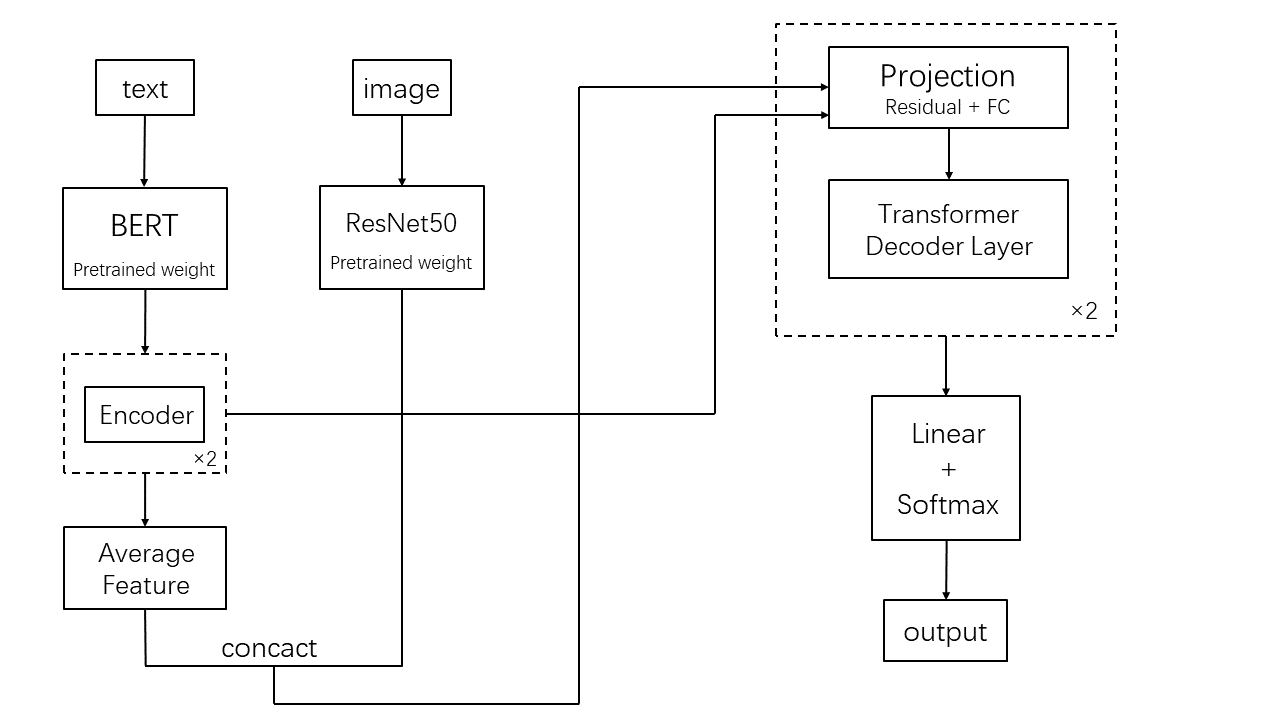 text
image
BERT
Pretrained weight
ResNet50
Pretrained weight
Encoder
×2
Average
Feature
concact
Projection
Residual + FC
Transformer
Decoder Layer
×2
Linear
+
Softmax
output